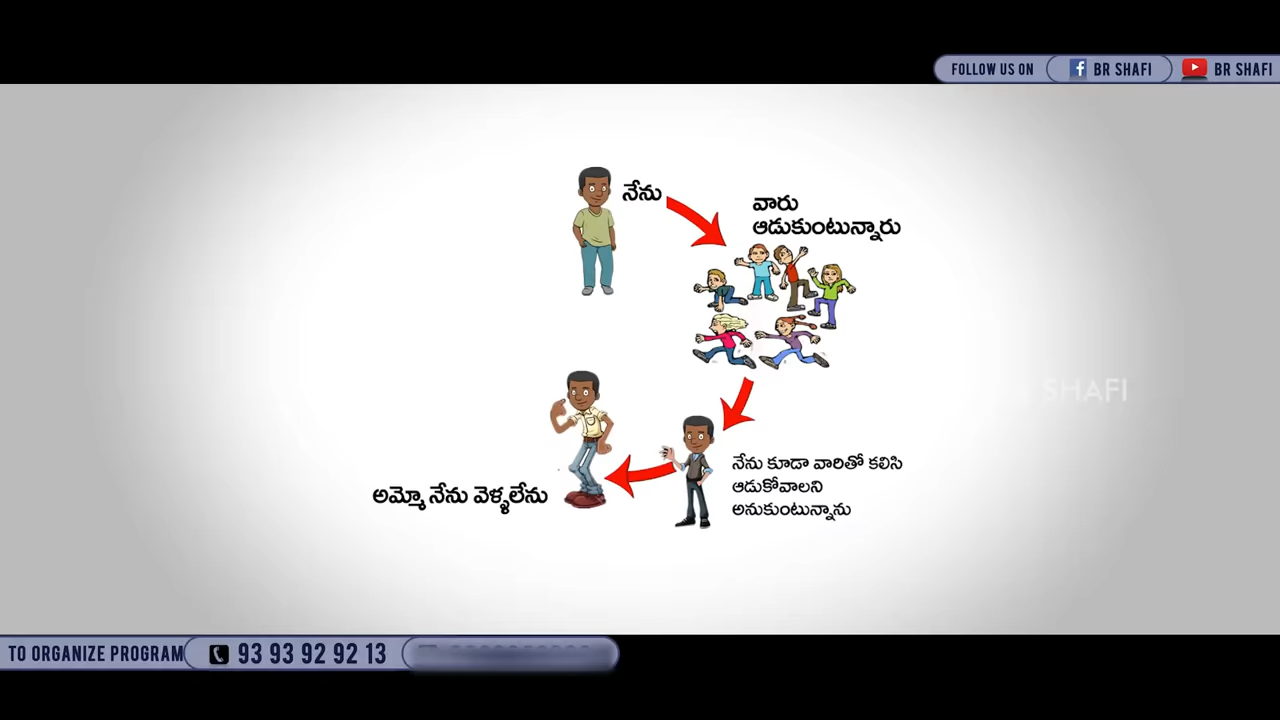 FOLLOW US ON BR SHAFI BR SHAFI
నేను
వారు
ఆడుకుంటున్నారు
SHAFI
నేను కూడా వారితో కలిసి
ఆడుకోవాలని
అనుకుంటున్నాను
అమ్మో నేను వెళ్ళలేను
TO ORGANIZE PROGRAM 93 93 92 92 13